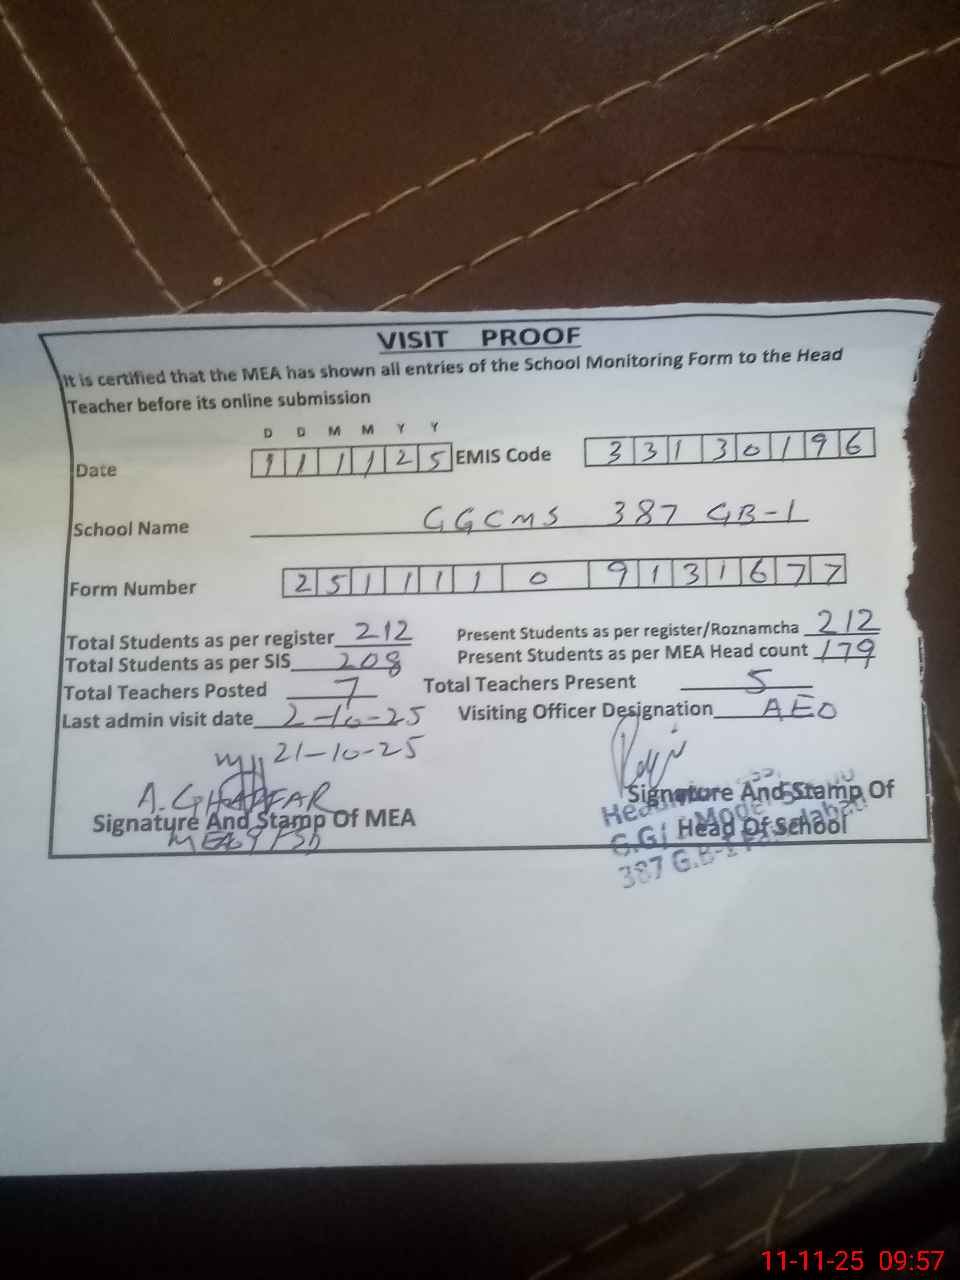 VISIT PROOF
It is certified that the MEA has shown all entries of the School Monitoring Form to the Head
Teacher before its online submission
D D M M Y Y
Date 1 1 1 1 2 5 EMIS Code 3 3 1 3 0 1 9 6
School Name GGCMS 387 GB-1
Form Number 2 5 1 1 1 1 0 9 1 3 1 6 7 7
Total Students as per register 212 Present Students as per register/Roznamcha 212
Total Students as per SIS 208 Present Students as per MEA Head count 179
Total Teachers Posted 7 Total Teachers Present 5
Last admin visit date 2-10-25 Visiting Officer Designation AEO
21-10-25
A.GHAFFAR
Signature And Stamp Of MEA Signature And Stamp Of
Head Of School
387 G.B-1
11-11-25 09:57